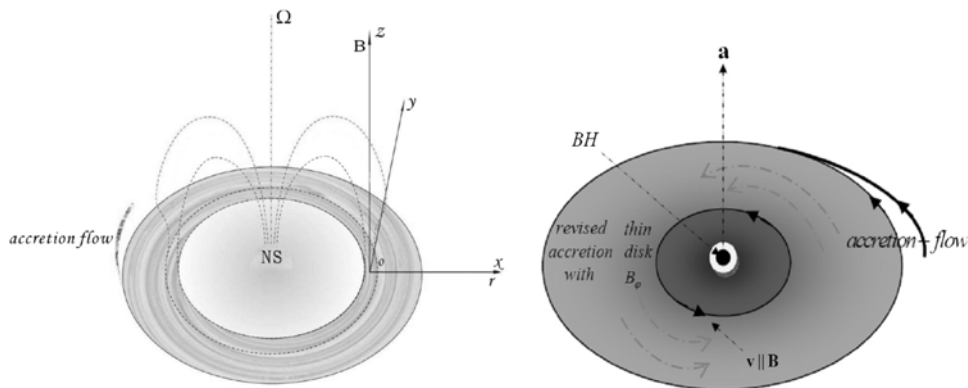 Ω
B
z
y
accretion flow
NS
o
x
r
a
BH
revised thin
accretion disk
with B_φ
accretion flow
v || B